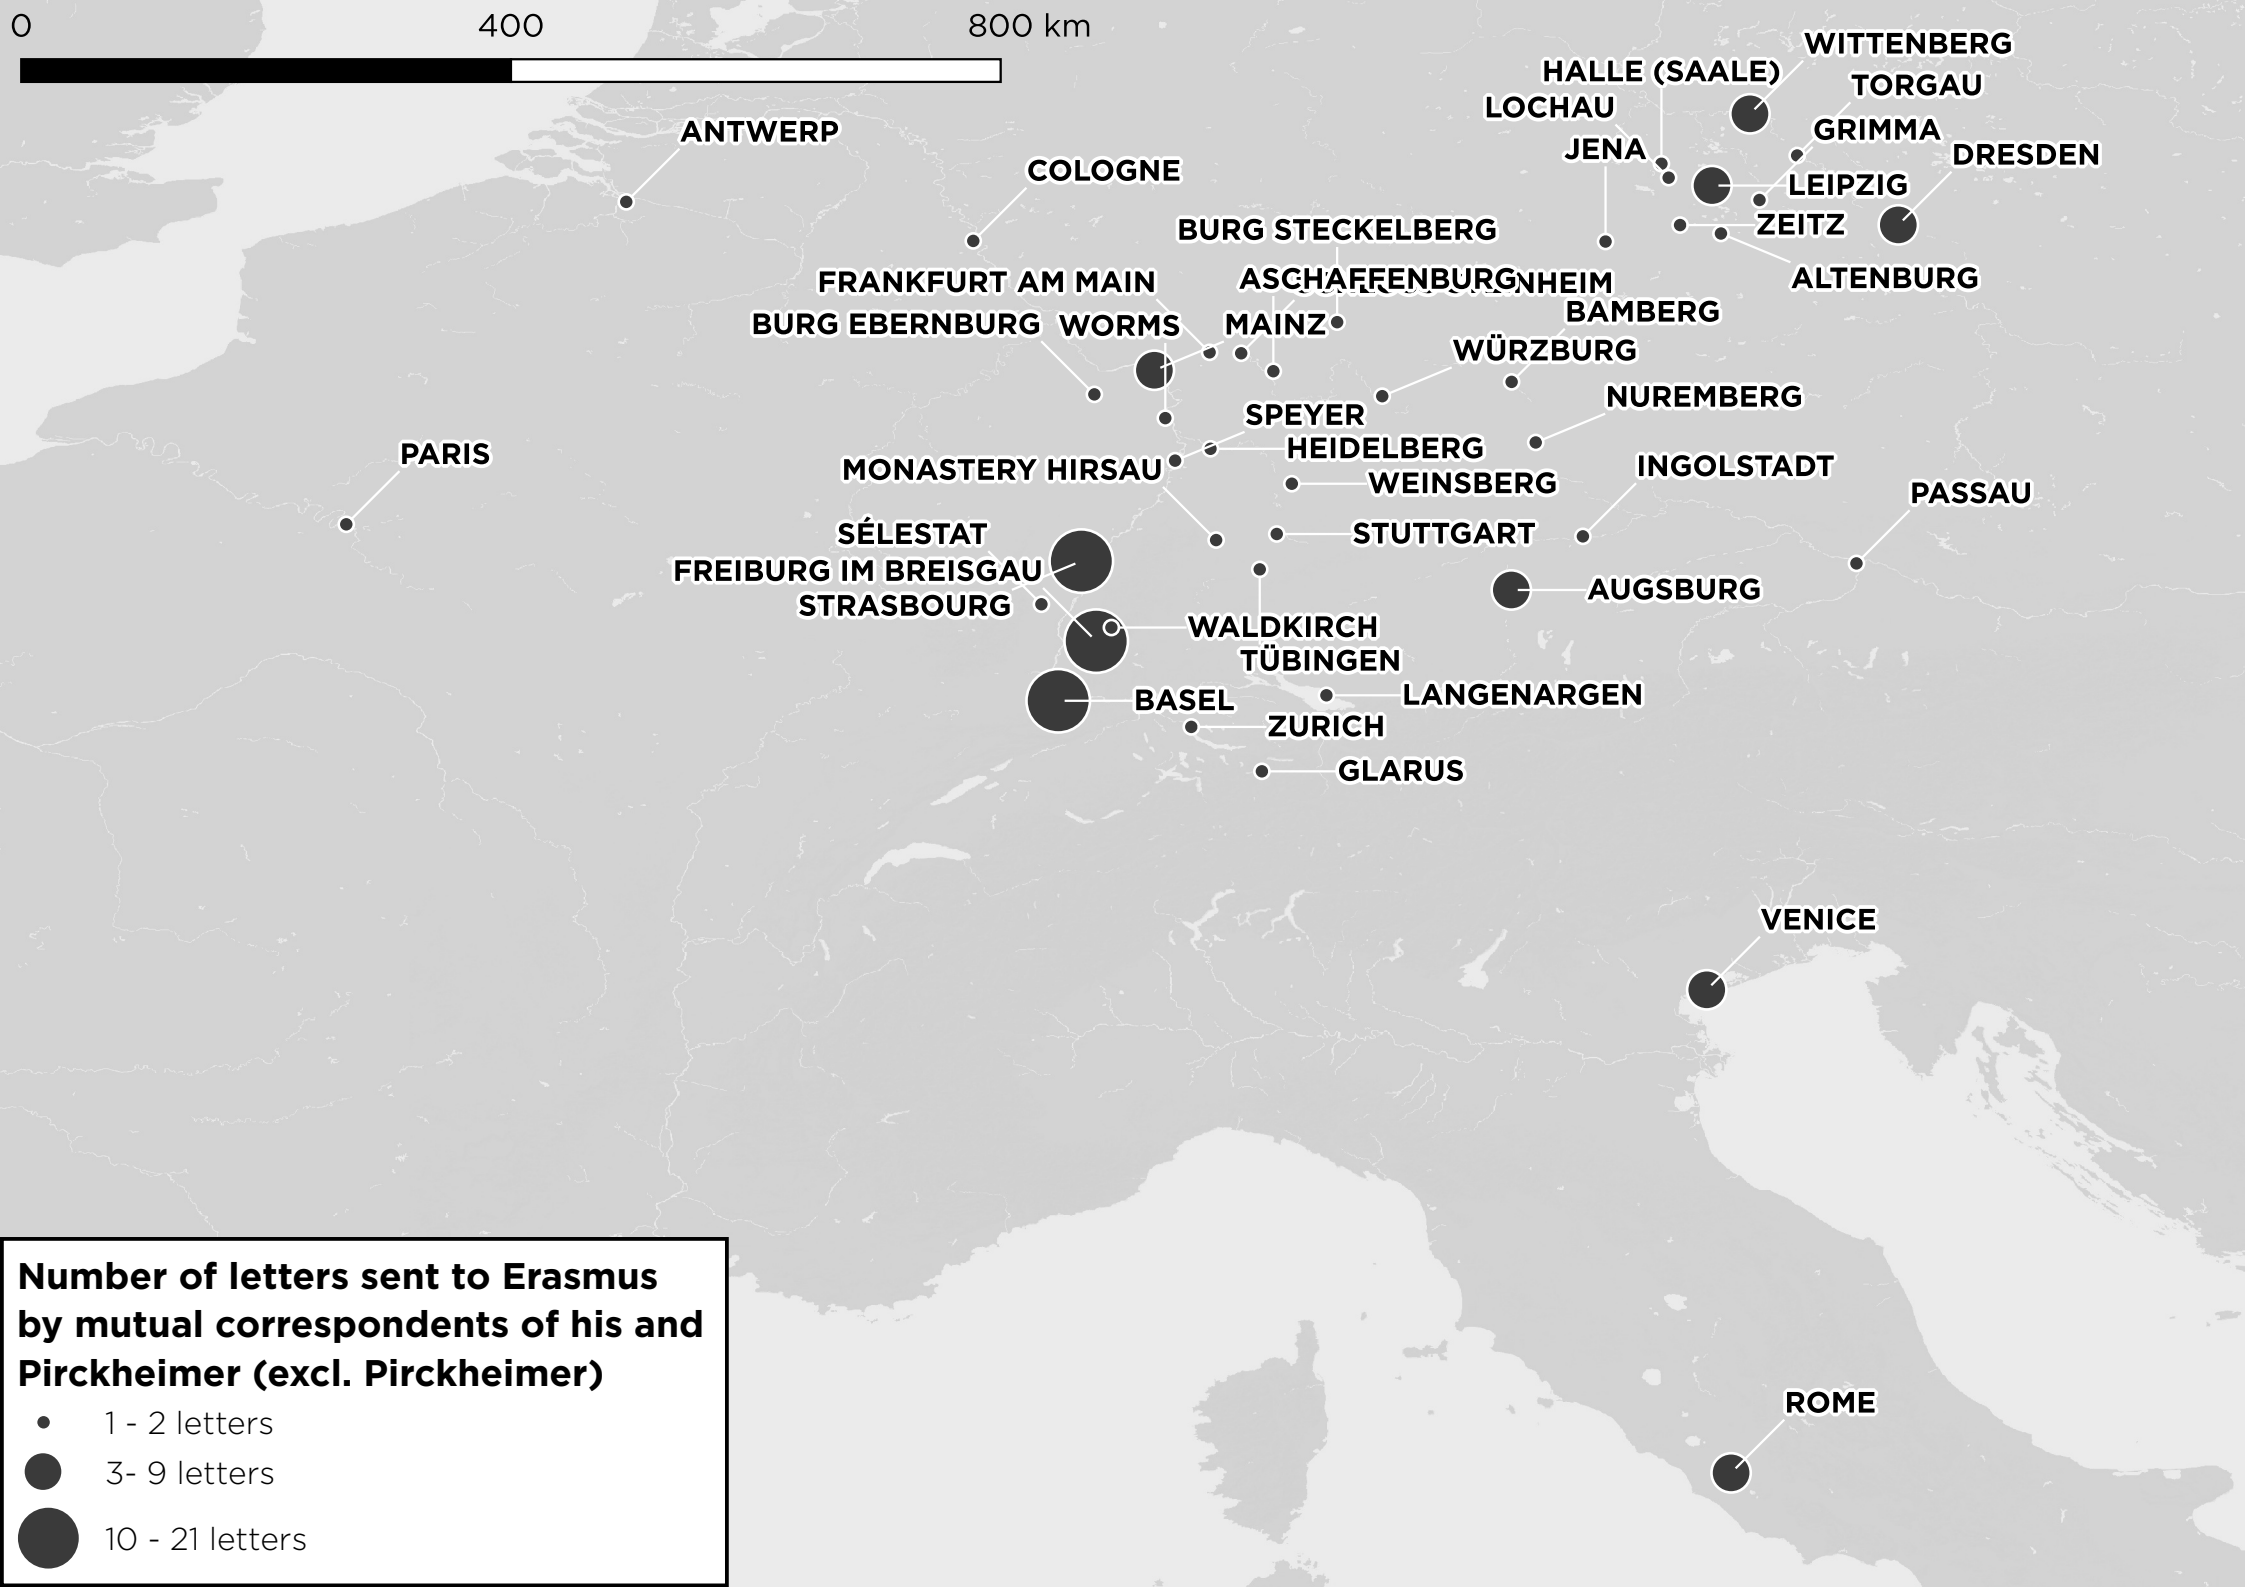 0 400 800 km
WITTENBERG
HALLE (SAALE)
TORGAU
LOCHAU
GRIMMA
ANTWERP
JENA
DRESDEN
COLOGNE
LEIPZIG
ZEITZ
BURG STECKELBERG
ALTENBURG
FRANKFURT AM MAIN
ASCHAFFENBURG
BAMBERG
BURG EBERNBURG
WORMS
MAINZ
WÜRZBURG
NUREMBERG
SPEYER
HEIDELBERG
PARIS
MONASTERY HIRSAU
INGOLSTADT
WEINSBERG
PASSAU
SÉLESTAT
STUTTGART
FREIBURG IM BREISGAU
AUGSBURG
STRASBOURG
WALDKIRCH
TÜBINGEN
LANGENARGEN
BASEL
ZURICH
GLARUS
VENICE
ROME
Number of letters sent to Erasmus
by mutual correspondents of his and
Pirckheimer (excl. Pirckheimer)
1 - 2 letters
3- 9 letters
10 - 21 letters